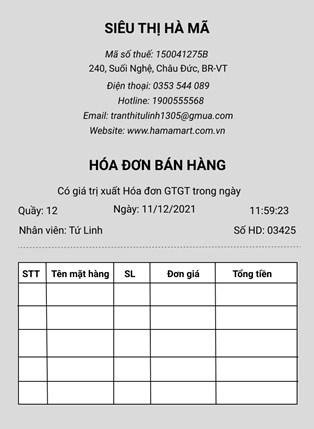 SIÊU THỊ HÀ MÃ
Mã số thuế: 150041275B
240, Suối Nghệ, Châu Đức, BR-VT
Điện thoại: 0353 544 089
Hotline: 1900555568
Email: tranthitulinh1305@gmua.com
Website: www.hamamart.com.vn
HÓA ĐƠN BÁN HÀNG
Có giá trị xuất Hóa đơn GTGT trong ngày
Quầy: 12 Ngày: 11/12/2021 11:59:23
Nhân viên: Tứ Linh Số HD: 03425
STT Tên mặt hàng SL Đơn giá Tổng tiền